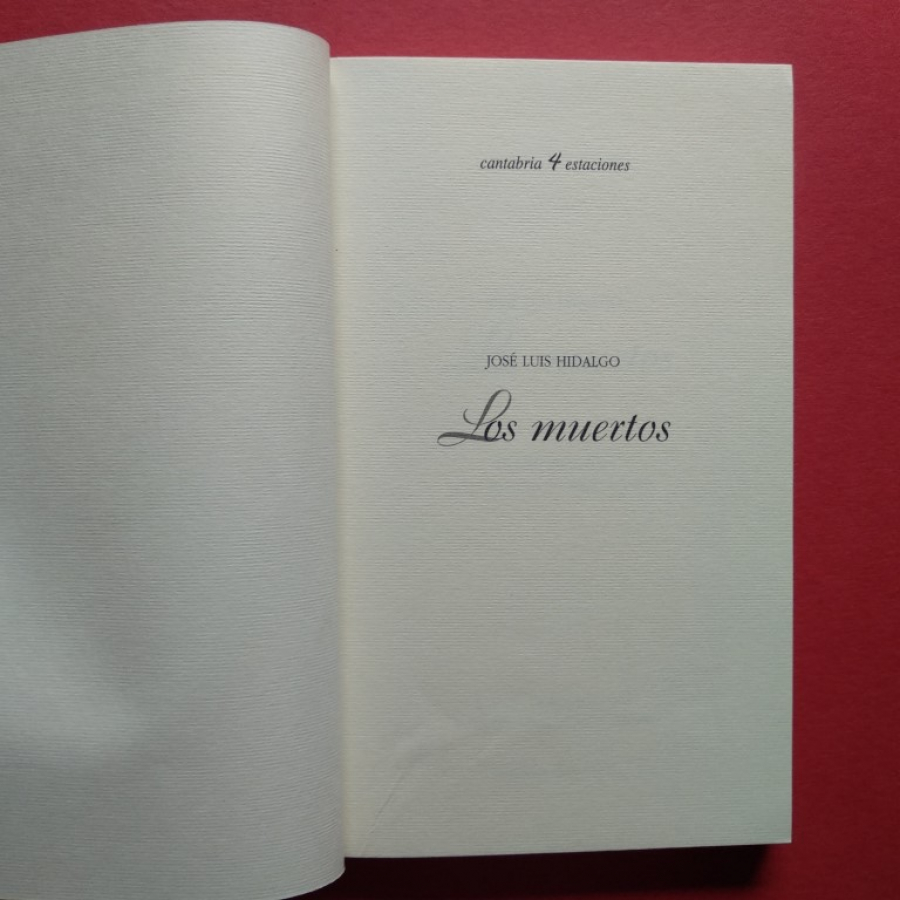 cantabria 4 estaciones
JOSÉ LUIS HIDALGO
Los muertos